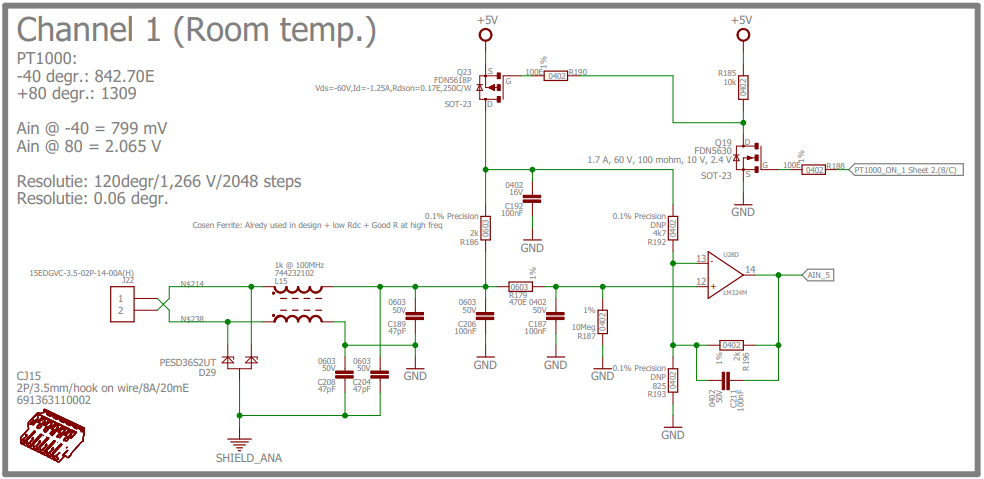 Channel 1 (Room temp.)
PT1000:
-40 degr.: 842.70E
+80 degr.: 1309
Ain @ -40 = 799 mV
Ain @ 80 = 2.065 V
Resolutie: 120degr/1,266 V/2048 steps
Resolutie: 0.06 degr.
Cosen Ferrite: Alredy used in design + low Rdc + Good R at high freq
+5V
Q23
FDN5618P
Vds=-60V,Id=-1.25A,Rdson=0.17E,250C/W
SOT-23
S
G
D
100E
1%
0402
R190
+5V
R185
10k
0402
Q19
FDN5630
1.7 A, 60 V, 100 mohm, 10 V, 2.4 V
SOT-23
D
G
S
100E
1%
0402
R188
PT1000_ON_1 Sheet 2.(8/C)
GND
0402
16V
C192
100nF
GND
0.1% Precision
2k
R186
0603
0.1% Precision
DNP
4k7
R192
0402
15EDGVC-3.5-02P-14-00A(H)
J22
1
2
N$214
N$238
1k @ 100MHz
744232102
L15
PESD36S2UT
D29
0603
50V
C208
47pF
0603
50V
C204
47pF
0603
50V
C189
47pF
GND
0603
50V
C206
100nF
GND
0603
R179
470E
1%
0402
50V
C187
100nF
GND
1%
10Meg
R187
0402
GND
13
-
12
+
U28D
14
LM324M
AIN_5
0402
1%
2k
R196
0402
50V
C211
100nF
0.1% Precision
DNP
825
R193
0402
GND
SHIELD_ANA
CJ15
2P/3.5mm/hook on wire/8A/20mE
691363110002